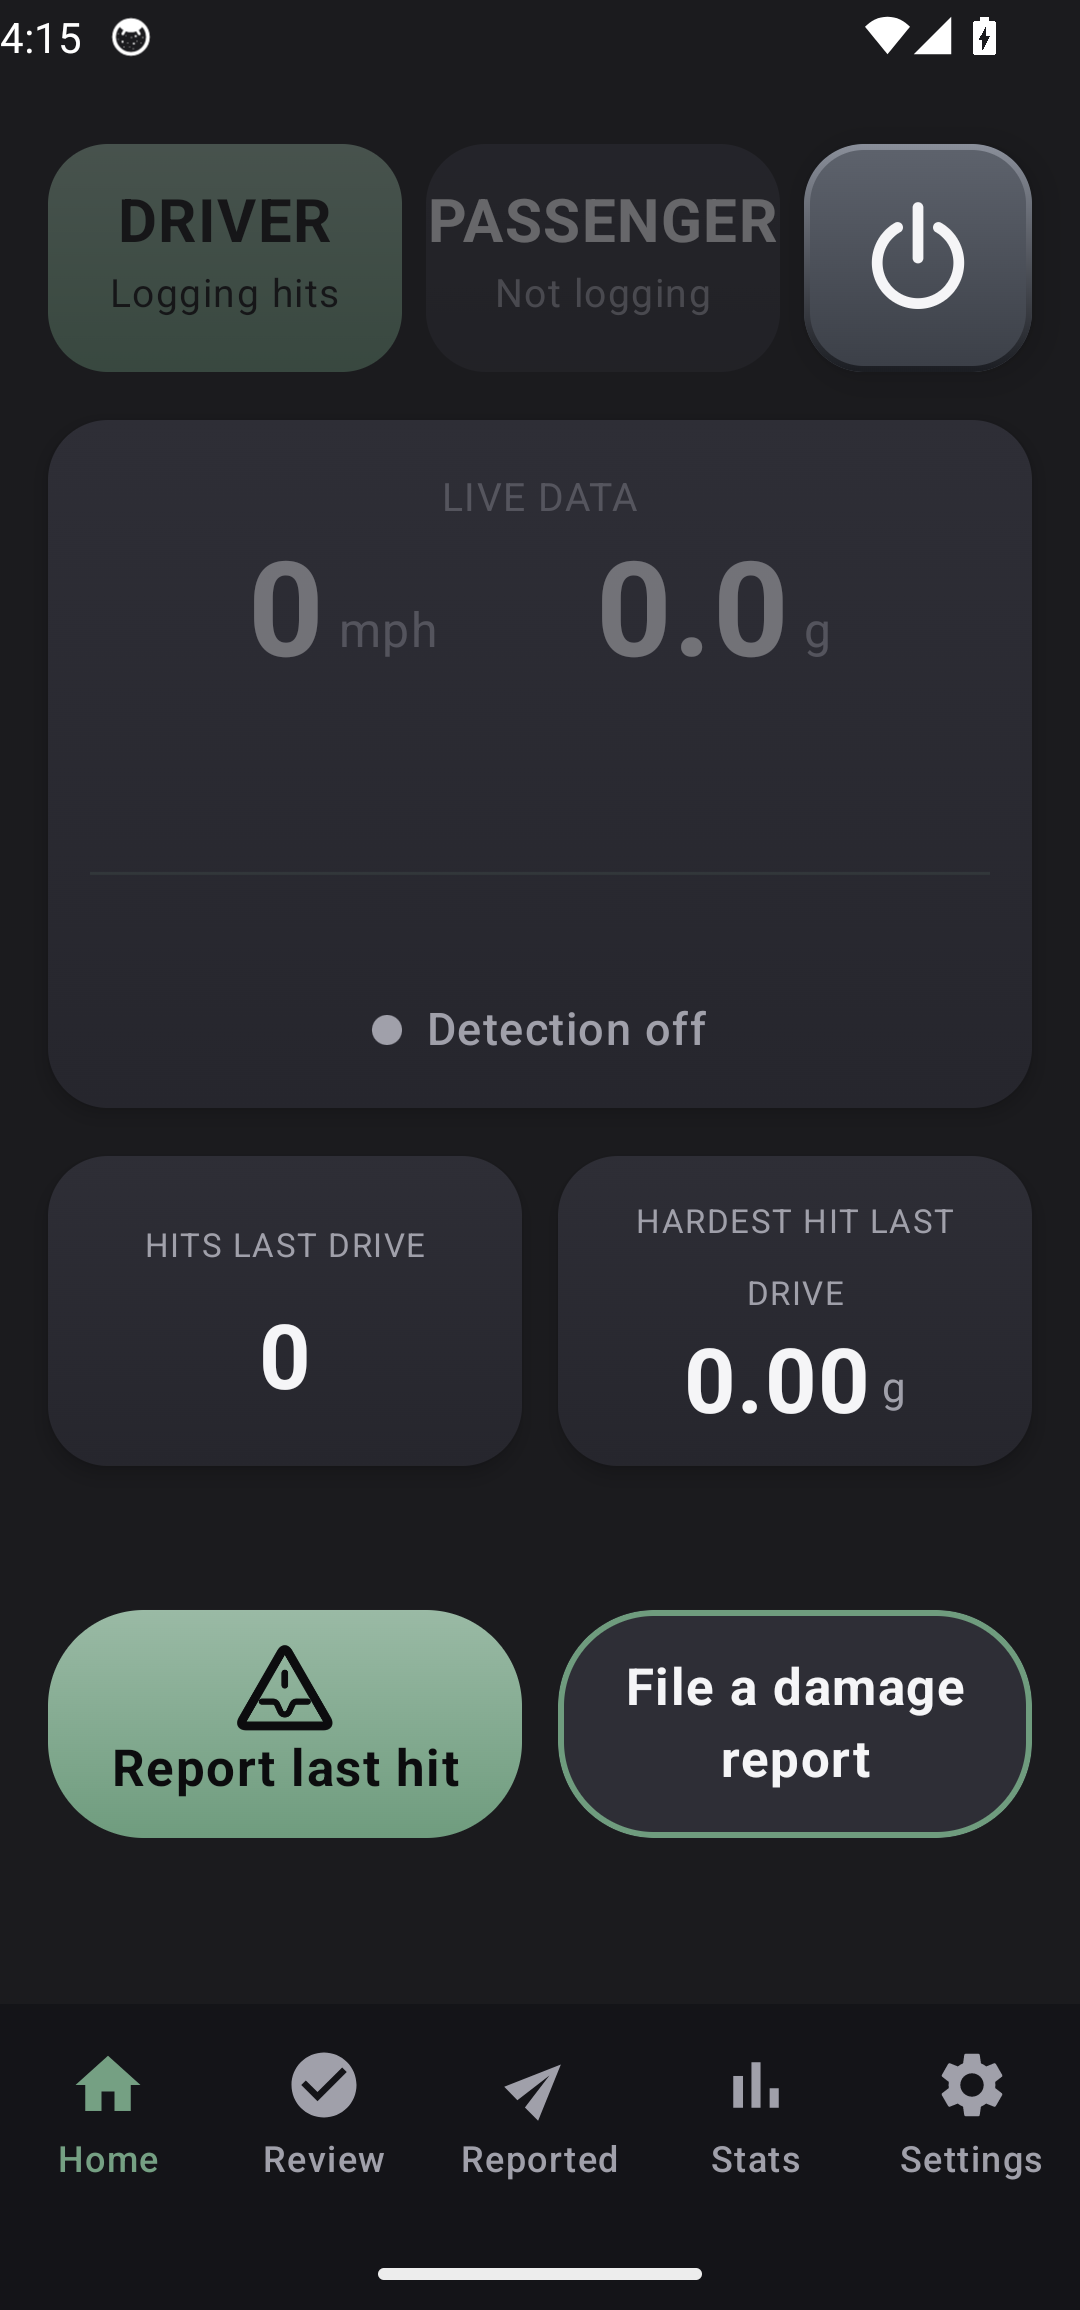 4:15
DRIVER
Logging hits
PASSENGER
Not logging
LIVE DATA
0 mph
0.0 g
Detection off
HITS LAST DRIVE
0
HARDEST HIT LAST
DRIVE
0.00 g
Report last hit
File a damage
report
Home
Review
Reported
Stats
Settings